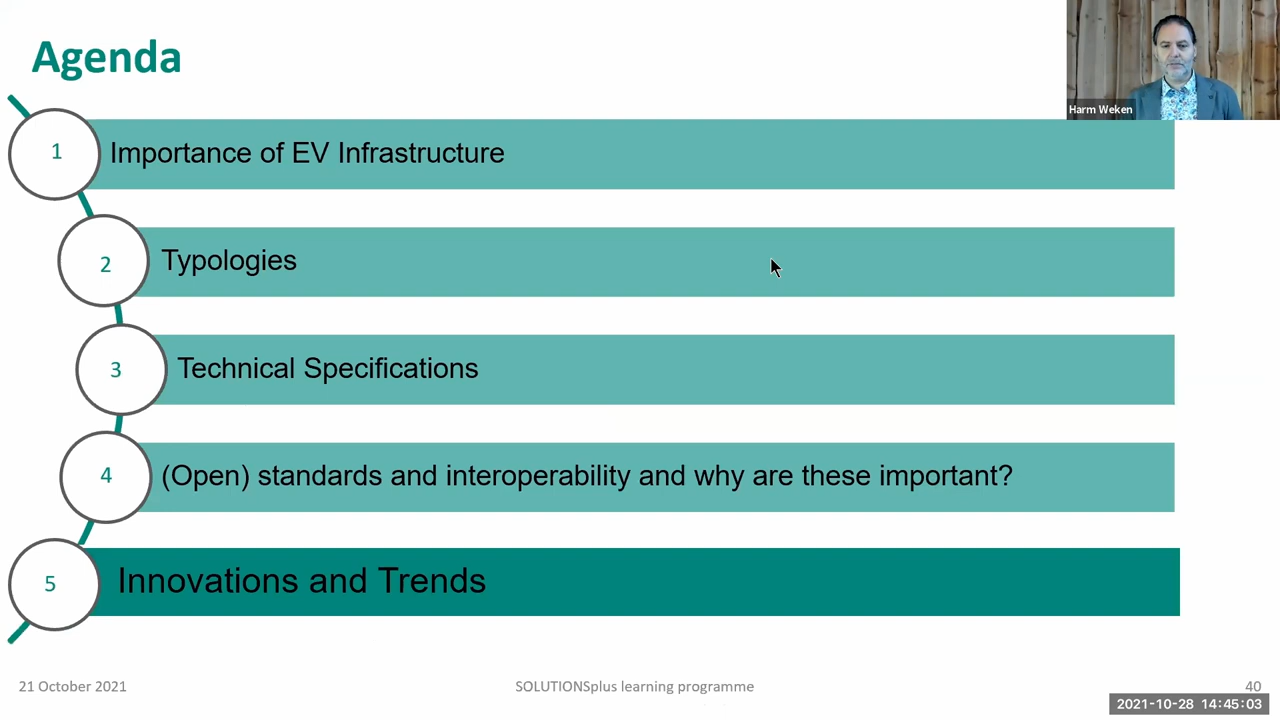 Agenda
Harm Weken
1
Importance of EV Infrastructure
2
Typologies
3
Technical Specifications
4
(Open) standards and interoperability and why are these important?
5
Innovations and Trends
21 October 2021
SOLUTIONSplus learning programme
40
2021-10-28 14:45:03